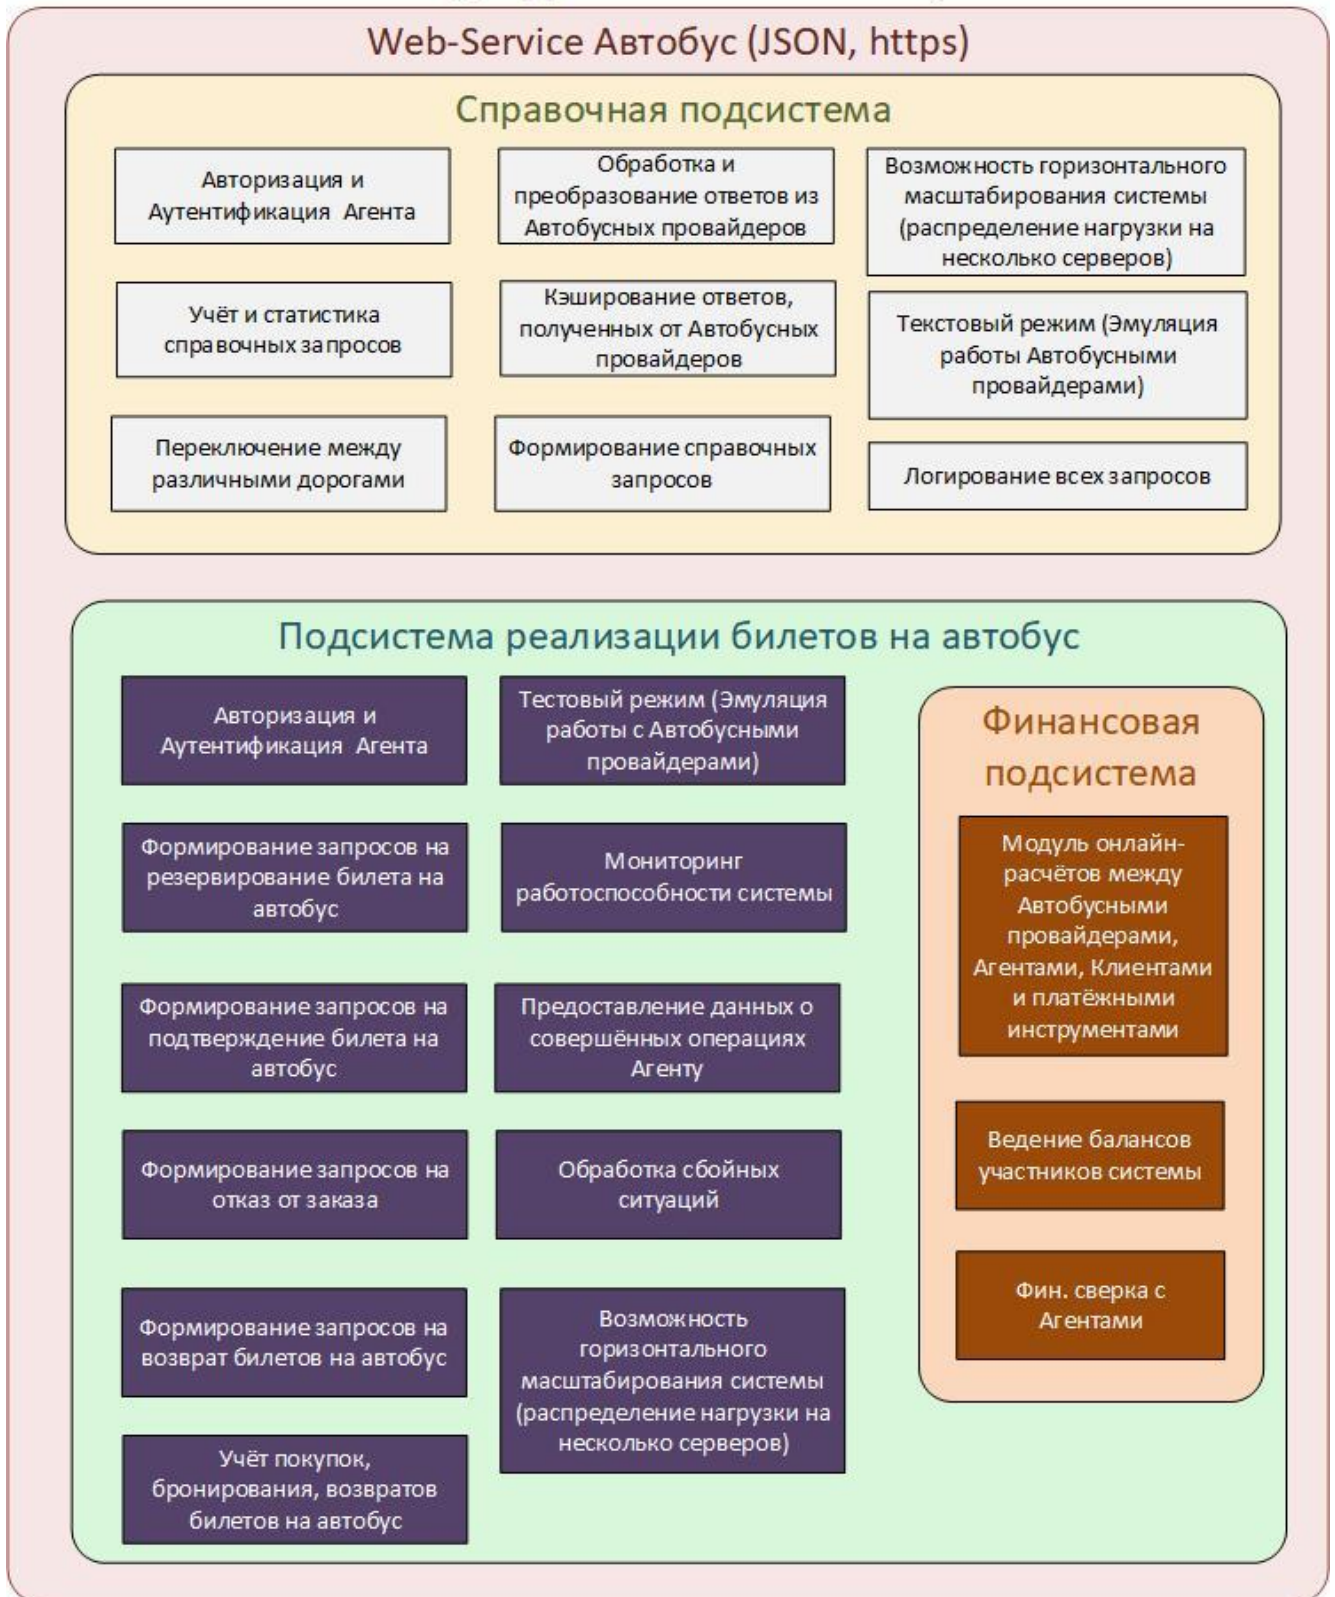 Web-Service Автобус (JSON, https)
Справочная подсистема
Авторизация и
Аутентификация Агента
Обработка и
преобразование ответов из
Автобусных провайдеров
Возможность горизонтального
масштабирования системы
(распределение нагрузки на
несколько серверов)
Учёт и статистика
справочных запросов
Кэширование ответов,
полученных от Автобусных
провайдеров
Текстовый режим (Эмуляция
работы Автобусными
провайдерами)
Переключение между
различными дорогами
Формирование справочных
запросов
Логирование всех запросов
Подсистема реализации билетов на автобус
Авторизация и
Аутентификация Агента
Тестовый режим (Эмуляция
работы с Автобусными
провайдерами)
Формирование запросов на
резервирование билета на
автобус
Мониторинг
работоспособности системы
Формирование запросов на
подтверждение билета на
автобус
Предоставление данных о
совершённых операциях
Агенту
Формирование запросов на
отказ от заказа
Обработка сбойных
ситуаций
Формирование запросов на
возврат билетов на автобус
Возможность
горизонтального
масштабирования системы
(распределение нагрузки на
несколько серверов)
Учёт покупок,
бронирования, возвратов
билетов на автобус
Финансовая
подсистема
Модуль онлайн-
расчётов между
Автобусными
провайдерами,
Агентами, Клиентами
и платёжными
инструментами
Ведение балансов
участников системы
Фин. сверка с
Агентами